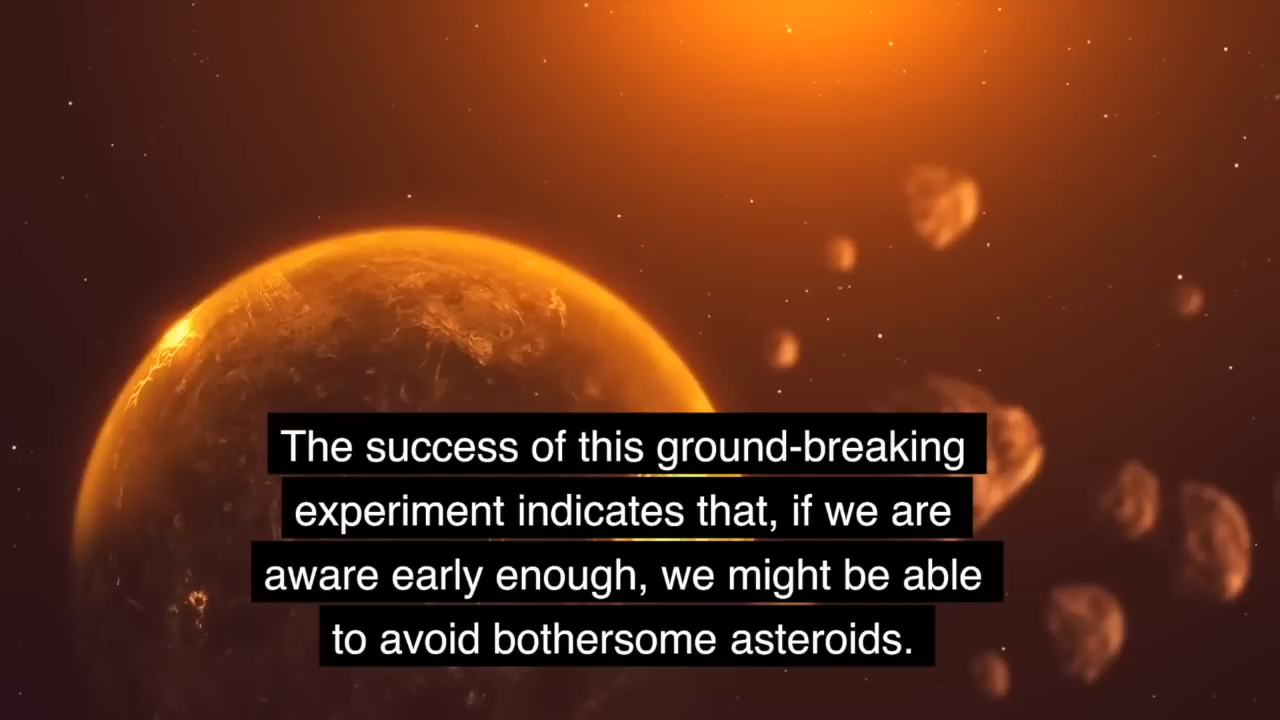 The success of this ground-breaking
experiment indicates that, if we are
aware early enough, we might be able
to avoid bothersome asteroids.